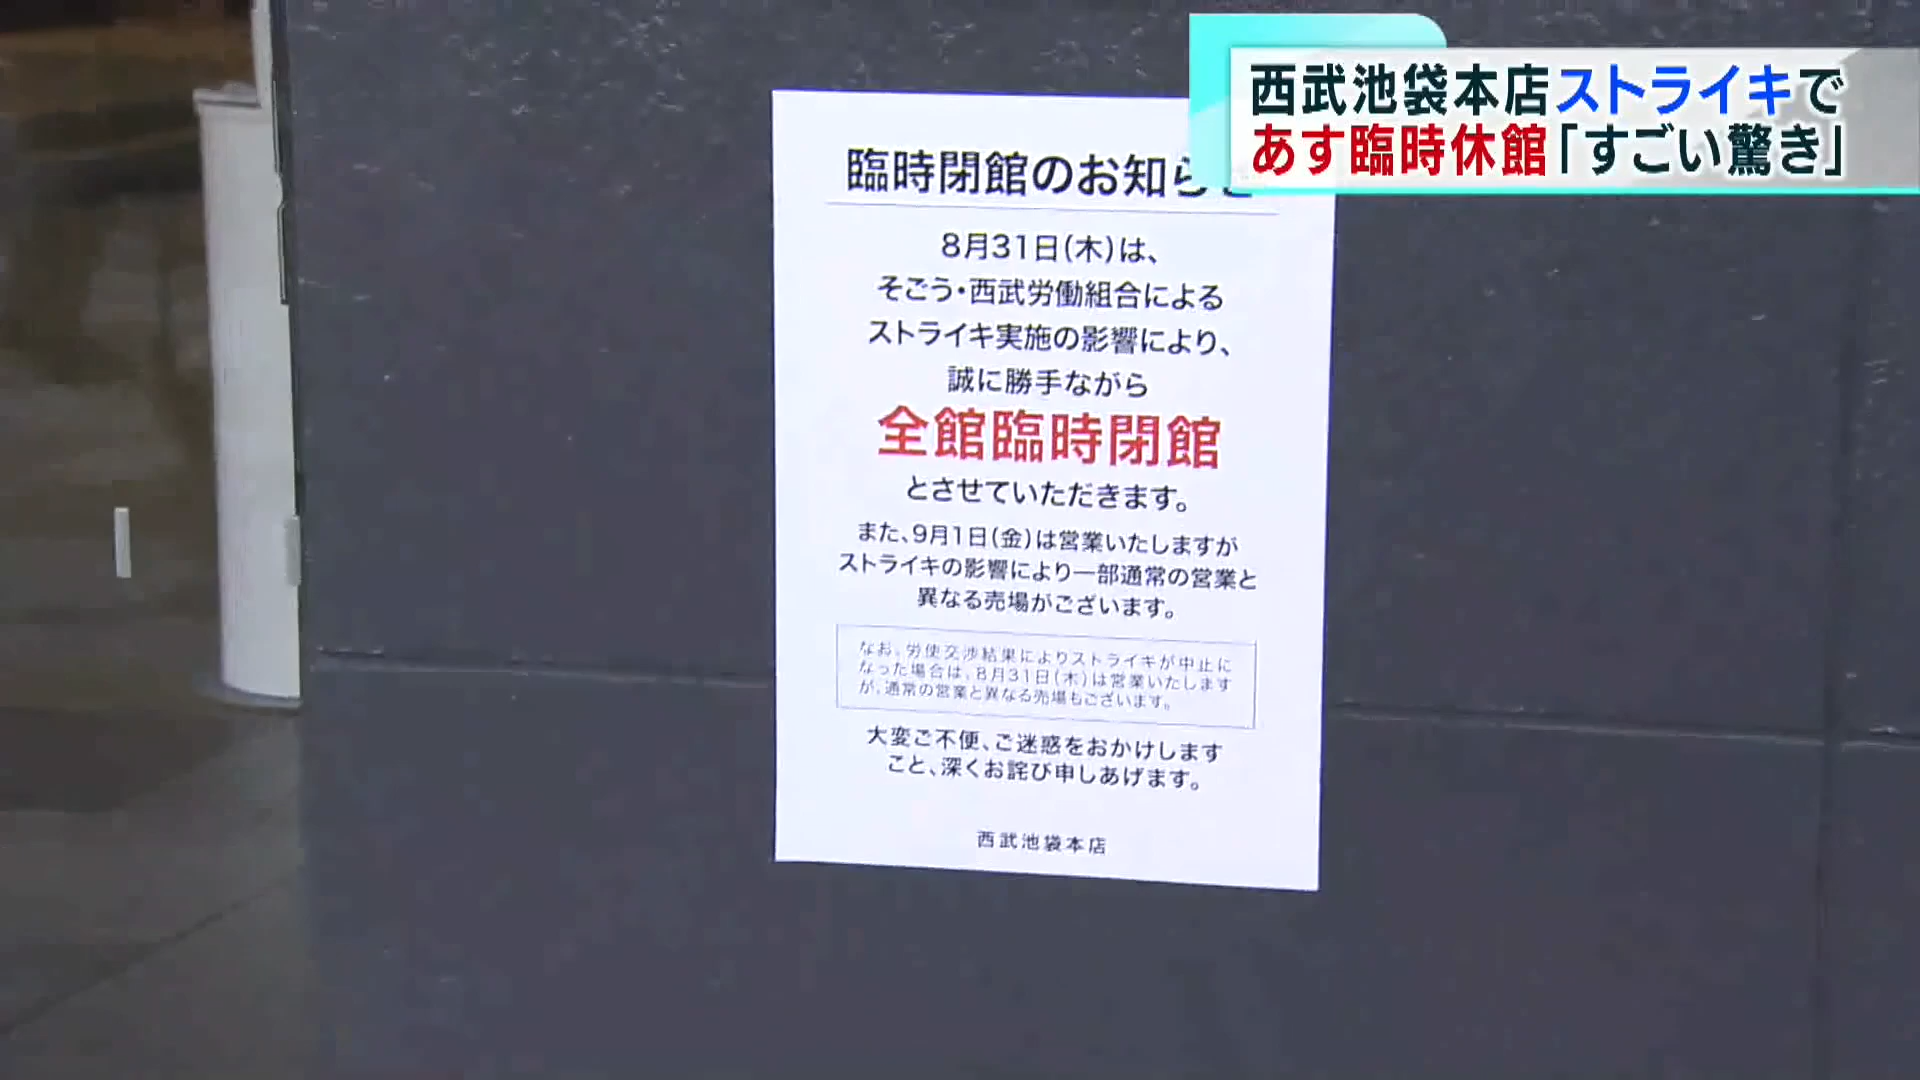 西武池袋本店ストライキで
あす臨時休館「すごい驚き」
臨時閉館のお知ら
8月31日(木)は、
そごう・西武労働組合による
ストライキ実施の影響により、
誠に勝手ながら
全館臨時閉館
とさせていただきます。
また、9月1日(金)は営業いたしますが
ストライキの影響により一部通常の営業と
異なる売場がございます。
なお、労使交渉結果によりストライキが中止に
なった場合は、8月31日(木)は営業いたします
が、通常の営業と異なる売場もございます。
大変ご不便、ご迷惑をおかけします
こと、深くお詫び申しあげます。
西武池袋本店